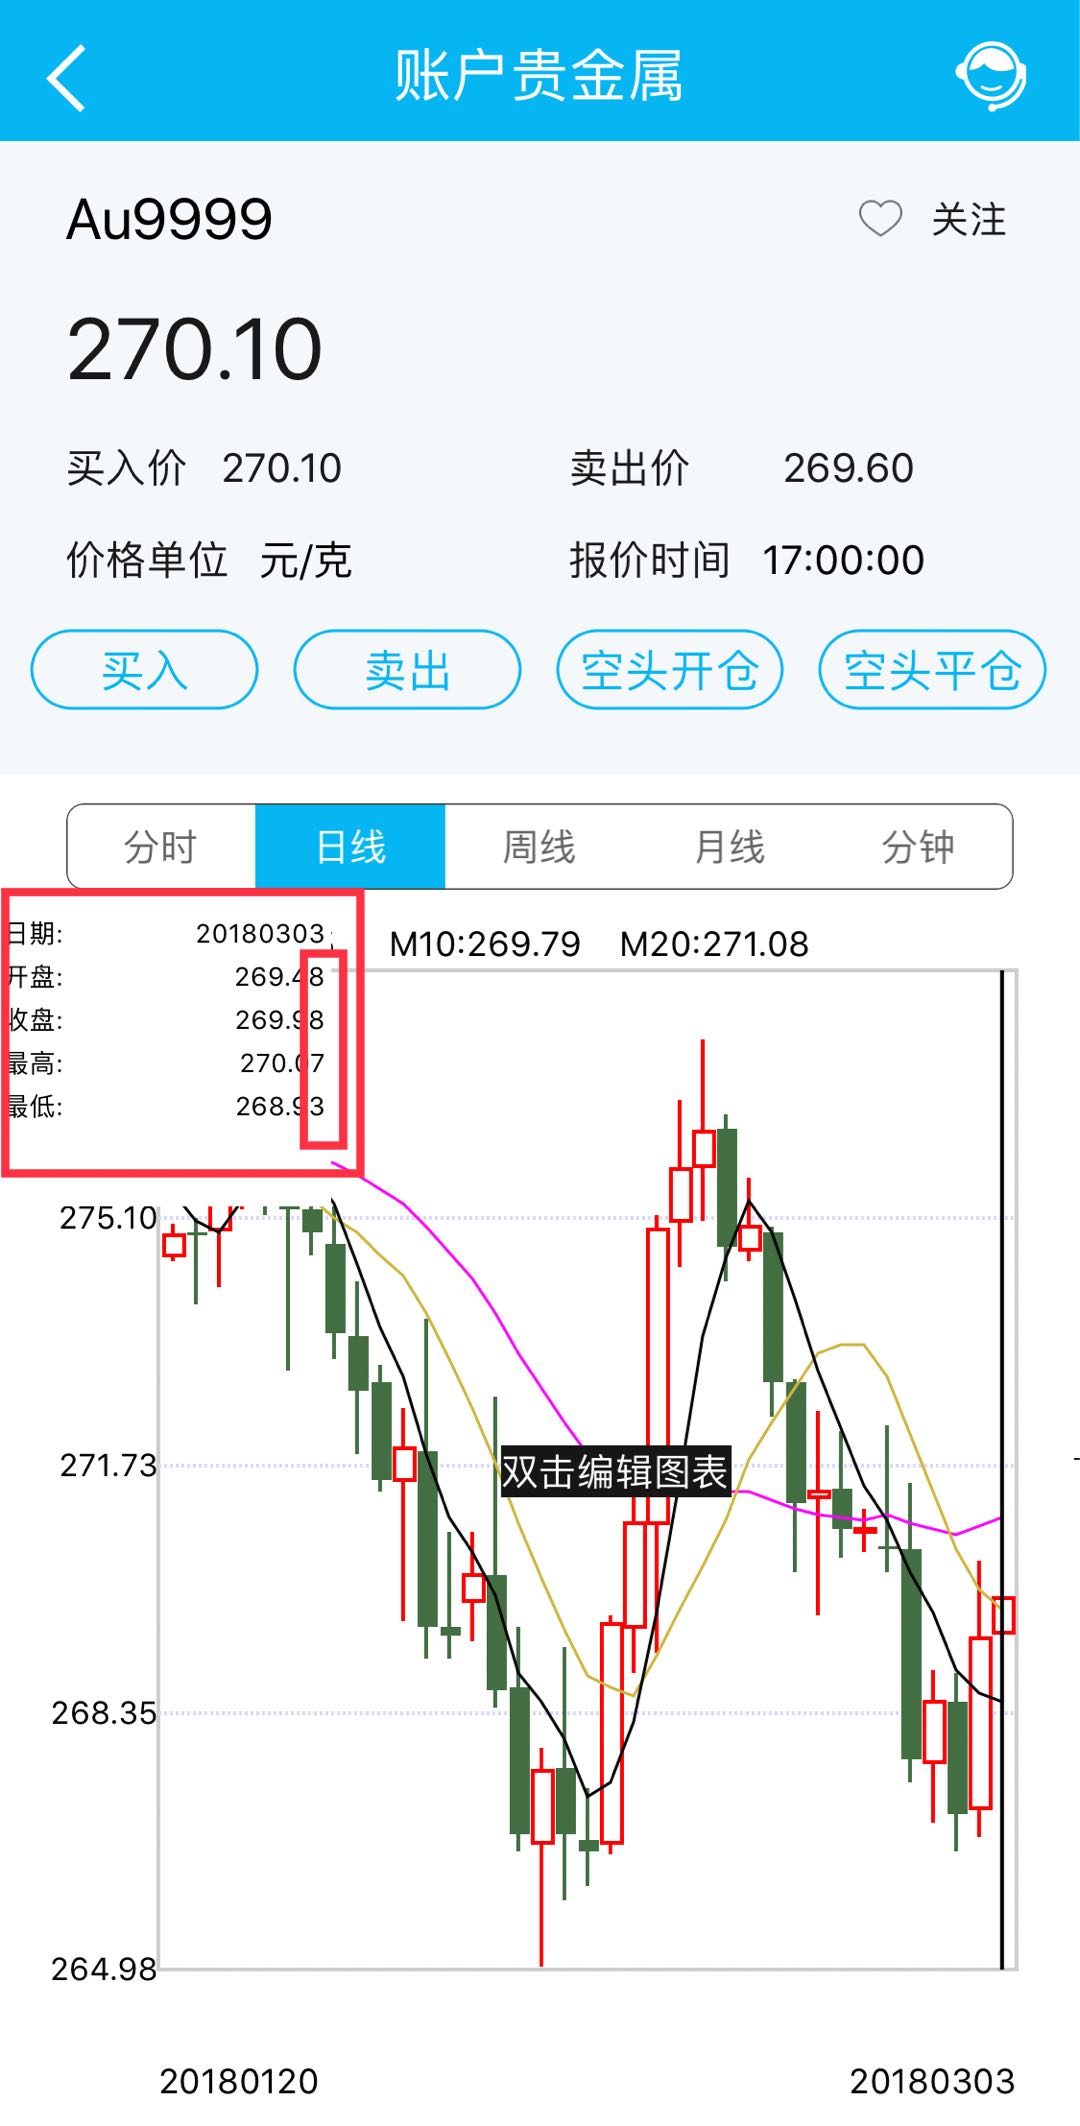 账户贵金属
Au9999
关注
270.10
买入价 270.10 卖出价 269.60
价格单位 元/克 报价时间 17:00:00
买入 卖出 空头开仓 空头平仓
分时 日线 周线 月线 分钟
日期: 20180303
M10:269.79 M20:271.08
开盘: 269.48
收盘: 269.98
最高: 270.07
最低: 268.93
275.10
271.73
双击编辑图表
268.35
264.98
20180120 20180303